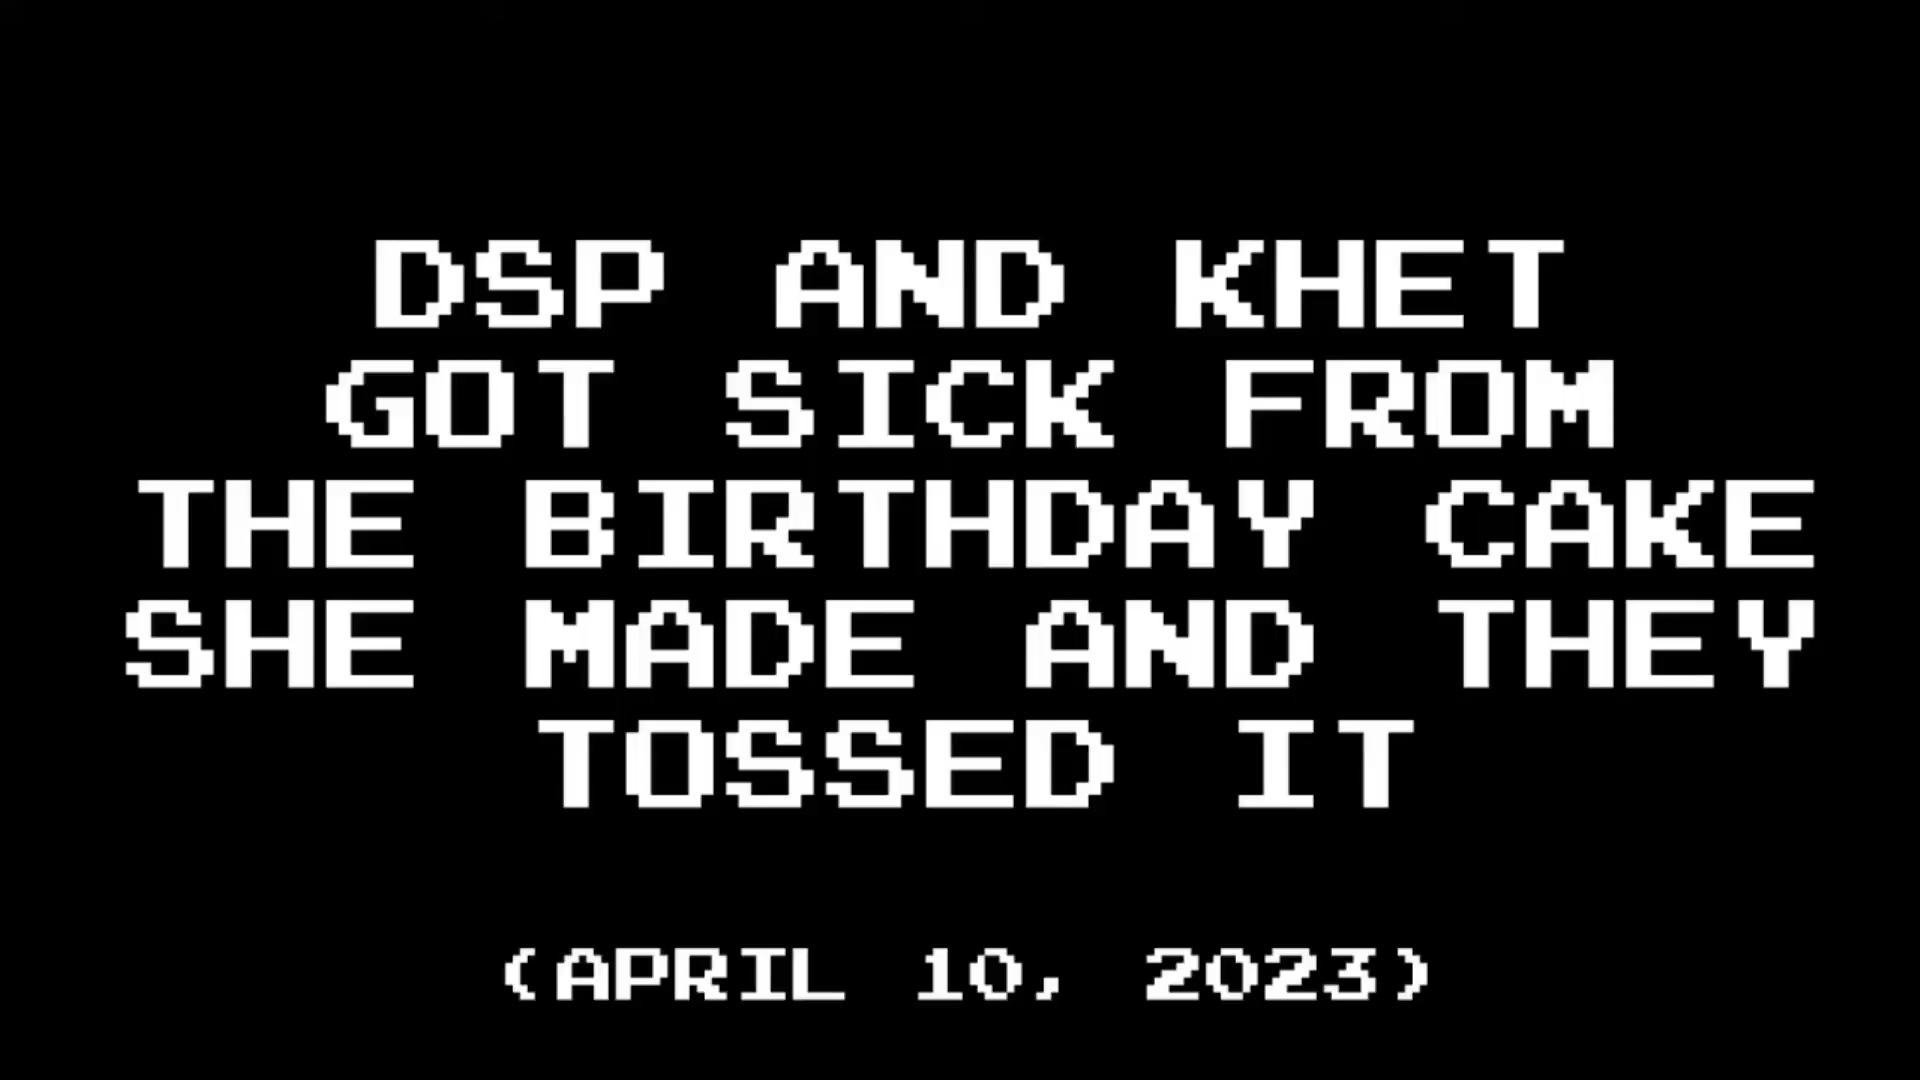 DSP AND KHET
GOT SICK FROM
THE BIRTHDAY CAKE
SHE MADE AND THEY
TOSSED IT
(APRIL 10, 2023)